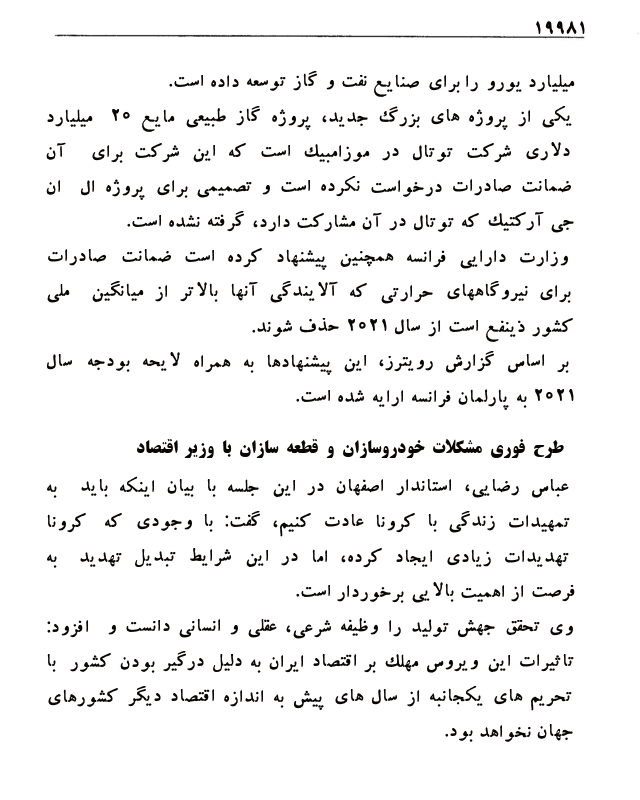 ۱۹۹۸۱
میلیارد یورو را برای صنایع نفت و گاز توسعه داده است.
یکی از پروژه های بزرگ جدید، پروژه گاز طبیعی مایع ۲۰ میلیارد
دلاری شرکت توتال در موزامبیك است که این شرکت برای آن
ضمانت صادرات درخواست نکرده است و تصمیمی برای پروژه ال ان
جی آرکتیك که توتال در آن مشارکت دارد، گرفته نشده است.
وزارت دارایی فرانسه همچنین پیشنهاد کرده است ضمانت صادرات
برای نیروگاههای حرارتی که آلایندگی آنها بالاتر از میانگین ملی
کشور ذینفع است از سال ۲۰۲۱ حذف شوند.
بر اساس گزارش رویترز، این پیشنهادها به همراه لایحه بودجه سال
۲۰۲۱ به پارلمان فرانسه ارایه شده است.
طرح فوری مشکلات خودروسازان و قطعه سازان با وزیر اقتصاد
عباس رضایی، استاندار اصفهان در این جلسه با بیان اینکه باید به
تمهیدات زندگی با کرونا عادت کنیم، گفت: با وجودی که کرونا
تهدیدات زیادی ایجاد کرده، اما در این شرایط تبدیل تهدید به
فرصت از اهمیت بالایی برخوردار است.
وی تحقق جهش تولید را وظیفه شرعی، عقلی و انسانی دانست و افزود:
تاثیرات این ویروس مهلك بر اقتصاد ایران به دلیل درگیر بودن کشور با
تحریم های یکجانبه از سال های پیش به اندازه اقتصاد دیگر کشورهای
جهان نخواهد بود.